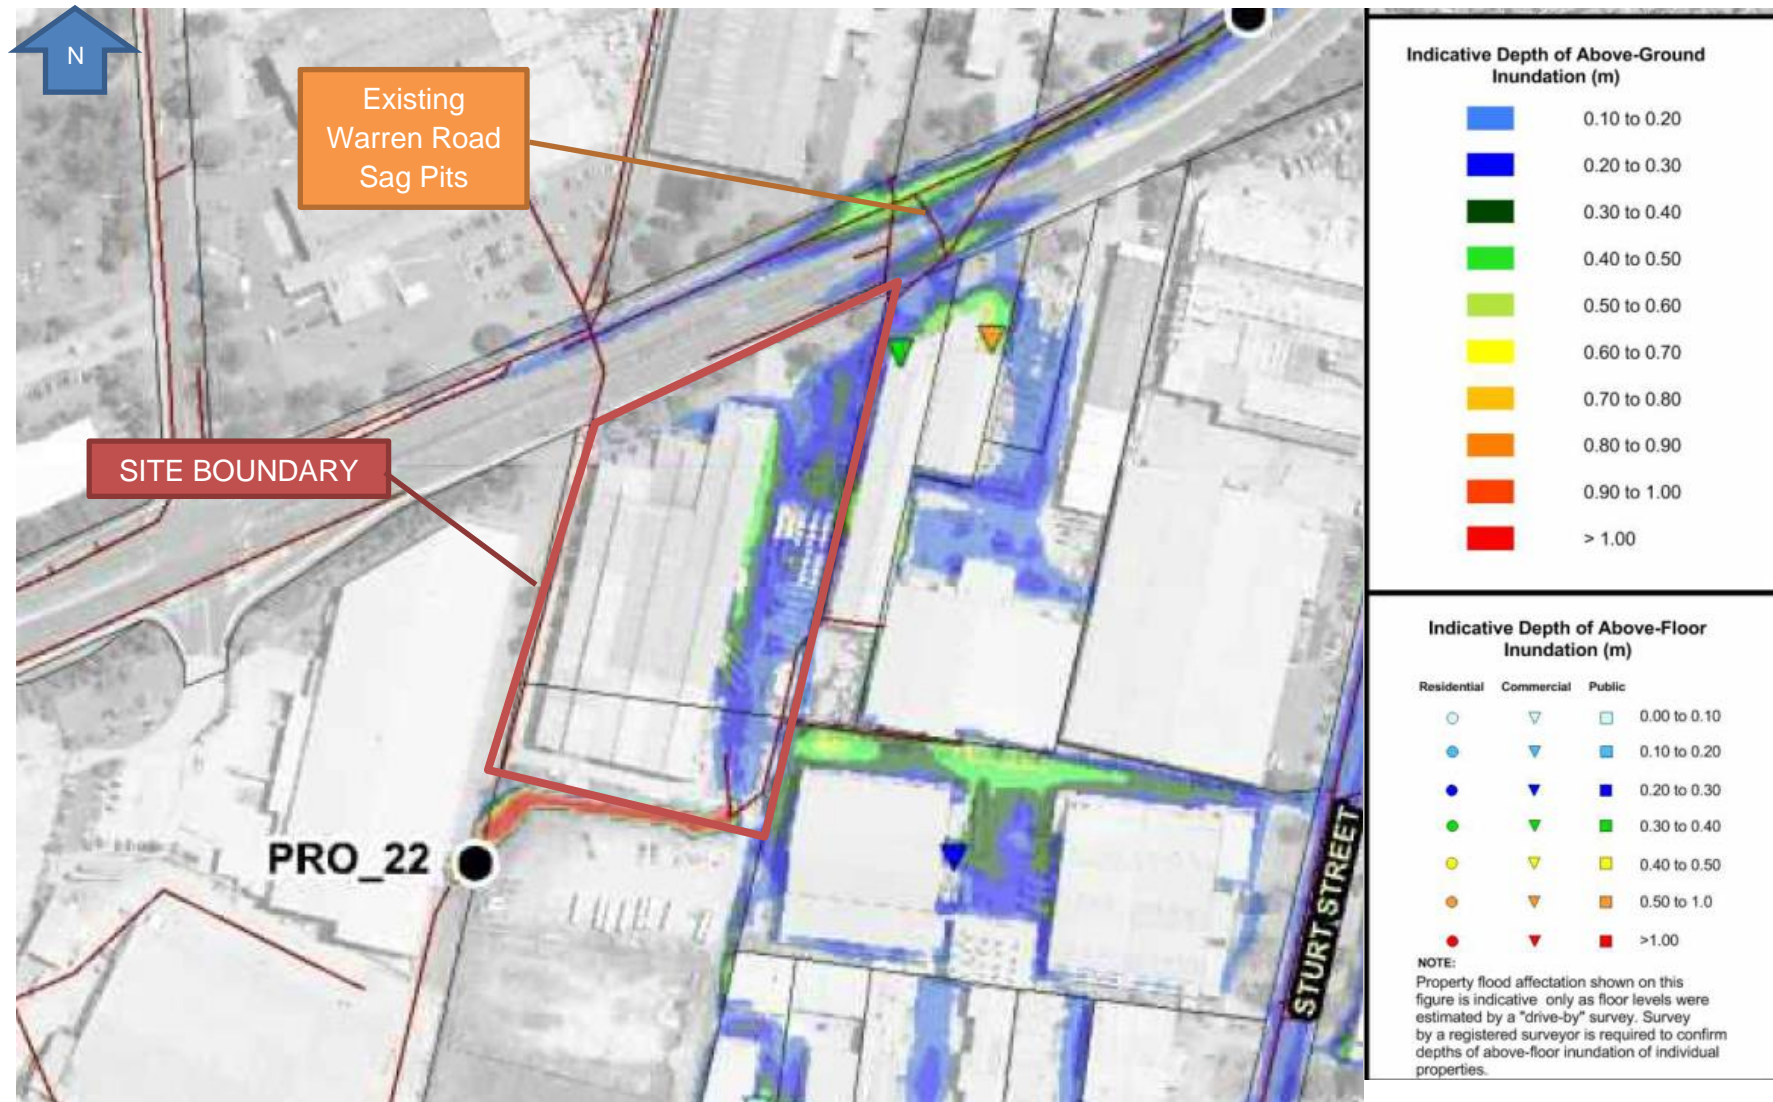 N
Existing
Warren Road
Sag Pits
SITE BOUNDARY
PRO_22
STURT STREET
Indicative Depth of Above-Ground
Inundation (m)
0.10 to 0.20
0.20 to 0.30
0.30 to 0.40
0.40 to 0.50
0.50 to 0.60
0.60 to 0.70
0.70 to 0.80
0.80 to 0.90
0.90 to 1.00
> 1.00
Indicative Depth of Above-Floor
Inundation (m)
Residential Commercial Public
0.00 to 0.10
0.10 to 0.20
0.20 to 0.30
0.30 to 0.40
0.40 to 0.50
0.50 to 1.0
>1.00
NOTE:
Property flood affectation shown on this
figure is indicative only as floor levels were
estimated by a "drive-by" survey. Survey
by a registered surveyor is required to confirm
depths of above-floor inundation of individual
properties.